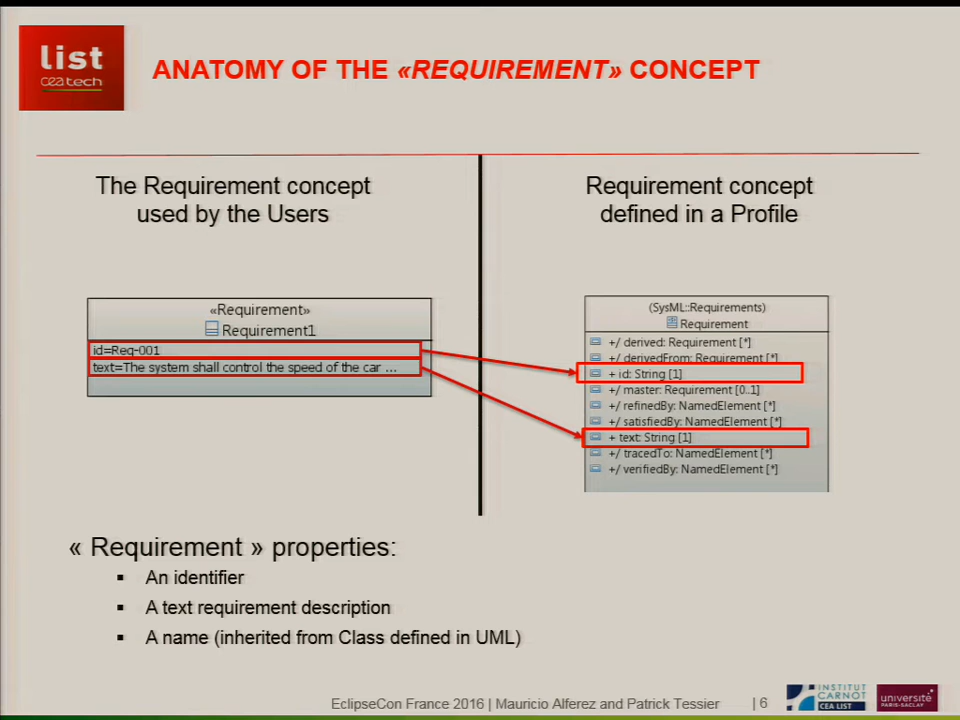 list
ceatech
ANATOMY OF THE «REQUIREMENT» CONCEPT
The Requirement concept
used by the Users
Requirement concept
defined in a Profile
«Requirement»
Requirement1
id=Req-001
text=The system shall control the speed of the car ...
(SysML::Requirements)
Requirement
+/ derived: Requirement [*]
+/ derivedFrom: Requirement [*]
+ id: String [1]
+/ master: Requirement [0..1]
+/ refinedBy: NamedElement [*]
+/ satisfiedBy: NamedElement [*]
+ text: String [1]
+/ tracedTo: NamedElement [*]
+/ verifiedBy: NamedElement [*]
« Requirement » properties:
▪ An identifier
▪ A text requirement description
▪ A name (inherited from Class defined in UML)
EclipseCon France 2016 | Mauricio Alferez and Patrick Tessier | 6
INSTITUT
CARNOT
CEA LIST
université
PARIS-SACLAY